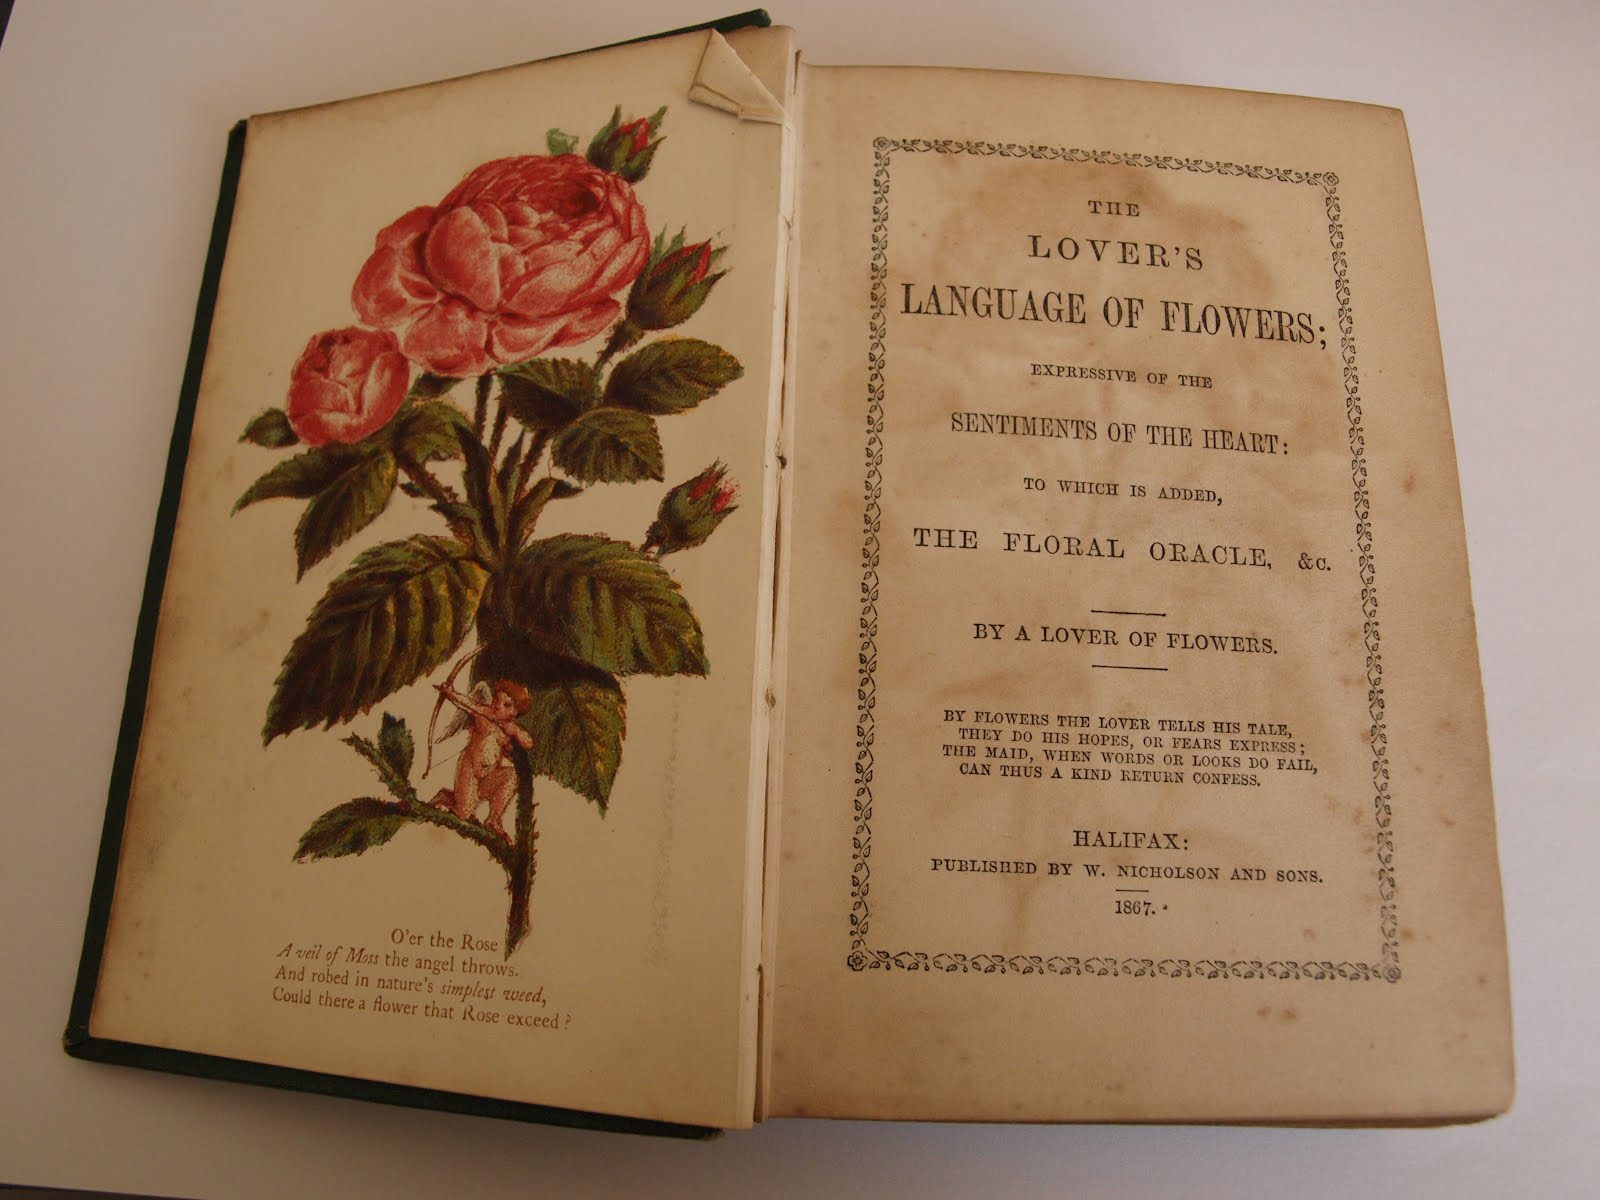 O'er the Rose
A veil of Moss the angel throws.
And robed in nature's simplest weed,
Could there a flower that Rose exceed?
THE
LOVER'S
LANGUAGE OF FLOWERS;
EXPRESSIVE OF THE
SENTIMENTS OF THE HEART:
TO WHICH IS ADDED,
THE FLORAL ORACLE, &c.
BY A LOVER OF FLOWERS.
BY FLOWERS THE LOVER TELLS HIS TALE,
THEY DO HIS HOPES, OR FEARS EXPRESS;
THE MAID, WHEN WORDS OR LOOKS DO FAIL,
CAN THUS A KIND RETURN CONFESS.
HALIFAX:
PUBLISHED BY W. NICHOLSON AND SONS.
1867.